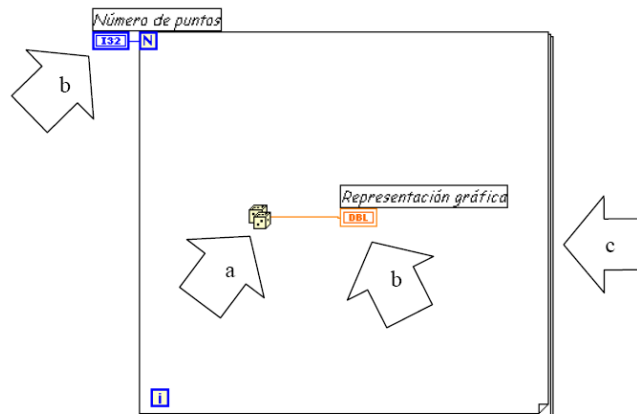 Número de puntos
I32
N
b
Representación gráfica
DBL
a
b
c
i